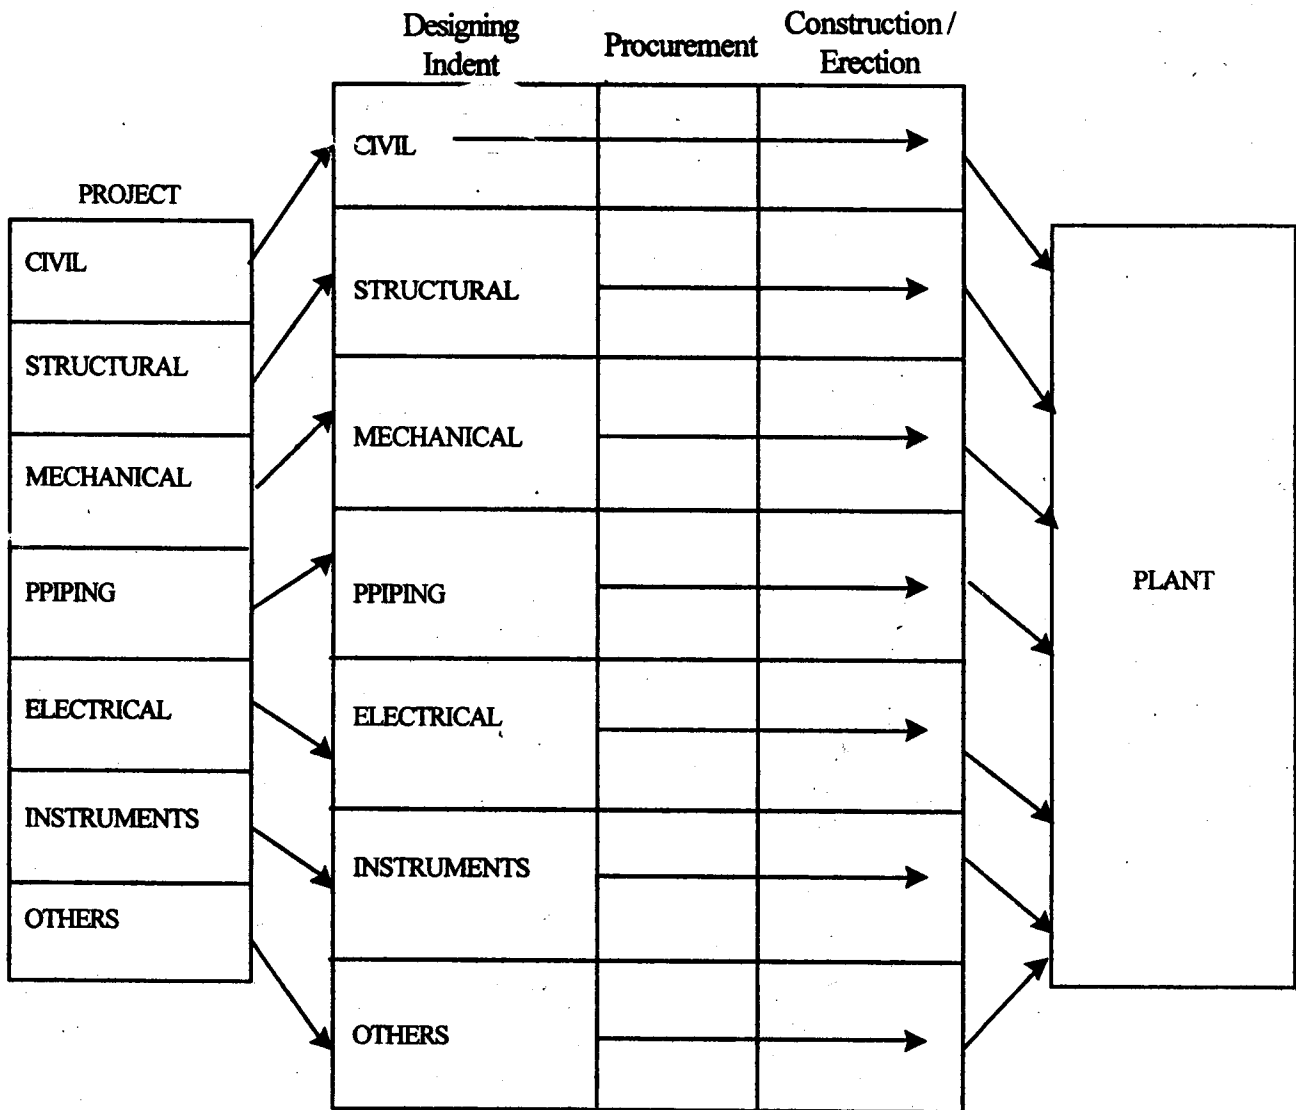 Designing
Indent
Procurement
Construction /
Erection
PROJECT
CIVIL
STRUCTURAL
MECHANICAL
PPIPING
ELECTRICAL
INSTRUMENTS
OTHERS
CIVIL
STRUCTURAL
MECHANICAL
PPIPING
ELECTRICAL
INSTRUMENTS
OTHERS
PLANT